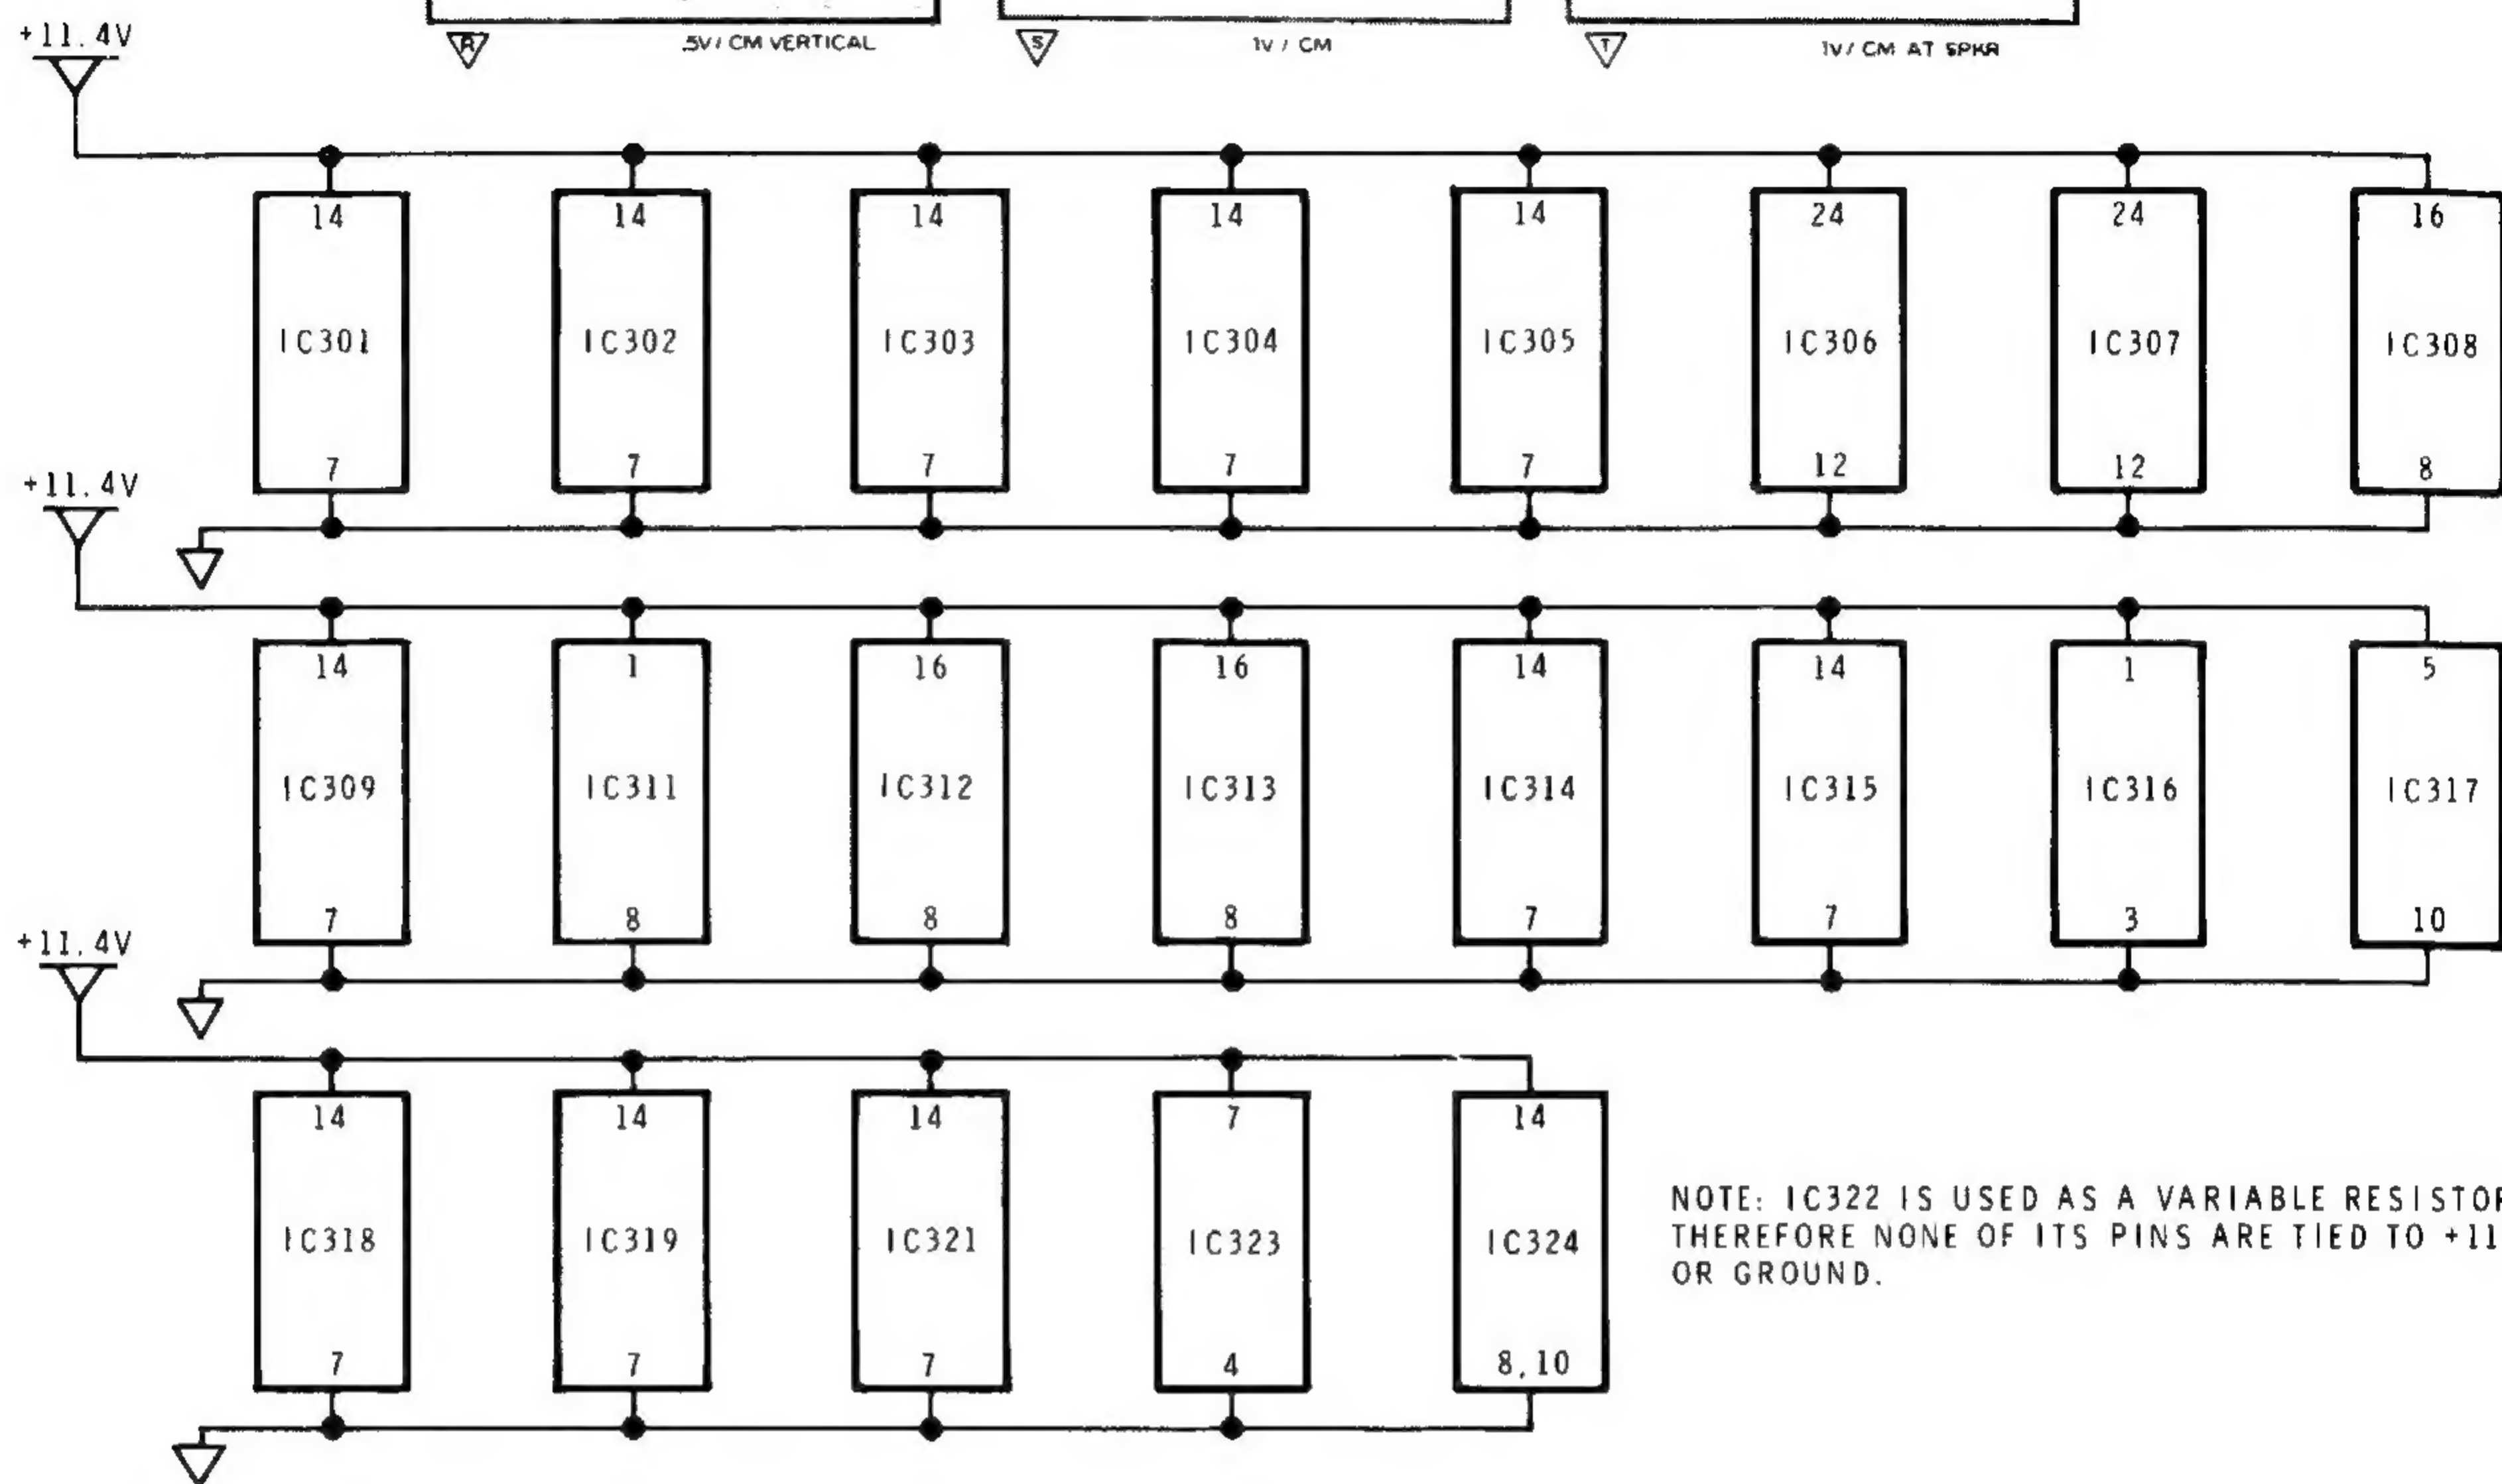 +11.4V
R .5V/CM VERTICAL S 1V / CM T 1V/ CM AT SPKR
14 14 14 14 14 24 24 16
IC301 IC302 IC303 IC304 IC305 IC306 IC307 IC308
7 7 7 7 7 12 12 8
+11.4V
14 1 16 16 14 14 1 5
IC309 IC311 IC312 IC313 IC314 IC315 IC316 IC317
7 8 8 8 7 7 3 10
+11.4V
14 14 14 7 14
IC318 IC319 IC321 IC323 IC324
7 7 7 4 8,10
NOTE: IC322 IS USED AS A VARIABLE RESISTOR
THEREFORE NONE OF ITS PINS ARE TIED TO +11
OR GROUND.